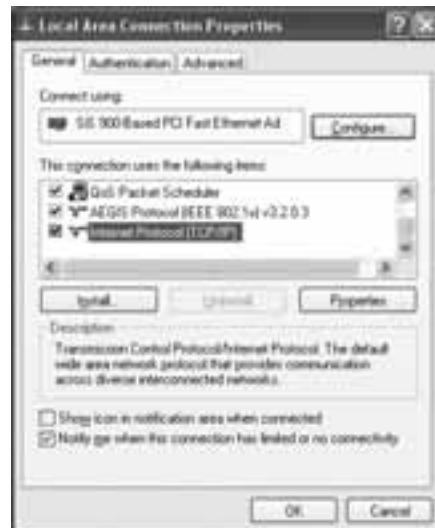 Local Area Connection Properties
General Authentication Advanced
Connect using:
SiS 900-Based PCI Fast Ethernet Ad
Configure...
This connection uses the following items:
QoS Packet Scheduler
AEGIS Protocol (IEEE 802.1x) v3.2.0.3
Internet Protocol (TCP/IP)
Install... Uninstall Properties
Description
Transmission Control Protocol/Internet Protocol. The default
wide area network protocol that provides communication
across diverse interconnected networks.
Show icon in notification area when connected
Notify me when this connection has limited or no connectivity
OK Cancel